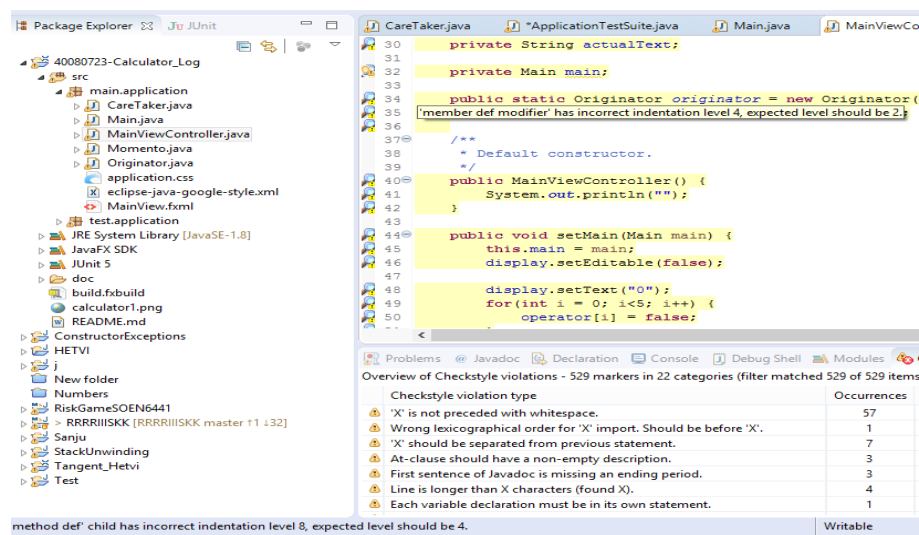 Package Explorer JUnit
40080723-Calculator_Log
src
main.application
CareTaker.java
Main.java
MainViewController.java
Momento.java
Originator.java
application.css
eclipse-java-google-style.xml
MainView.fxml
test.application
JRE System Library [JavaSE-1.8]
JavaFX SDK
JUnit 5
doc
build.fxbuild
calculator1.png
README.md
ConstructorExceptions
HETVI
j
New folder
Numbers
RiskGameSOEN6441
> RRRRIIISKK [RRRRIIISKK master ↑1 ↓32]
Sanju
StackUnwinding
Tangent_Hetvi
Test
CareTaker.java *ApplicationTestSuite.java Main.java MainViewCo
30 private String actualText;
31
32 private Main main;
33
34 public static Originator originator = new Originator(
35 'member def modifier' has incorrect indentation level 4, expected level should be 2.
36
37 /**
38 * Default constructor.
39 */
40 public MainViewController() {
41 System.out.println("");
42 }
43
44 public void setMain(Main main) {
45 this.main = main;
46 display.setEditable(false);
47
48 display.setText("0");
49 for(int i = 0; i<5; i++) {
50 operator[i] = false;
Problems @ Javadoc Declaration Console Debug Shell Modules
Overview of Checkstyle violations - 529 markers in 22 categories (filter matched 529 of 529 items
Checkstyle violation type Occurrences
'X' is not preceded with whitespace. 57
Wrong lexicographical order for 'X' import. Should be before 'X'. 1
'X' should be separated from previous statement. 7
At-clause should have a non-empty description. 3
First sentence of Javadoc is missing an ending period. 3
Line is longer than X characters (found X). 4
Each variable declaration must be in its own statement. 1
method def' child has incorrect indentation level 8, expected level should be 4. Writable